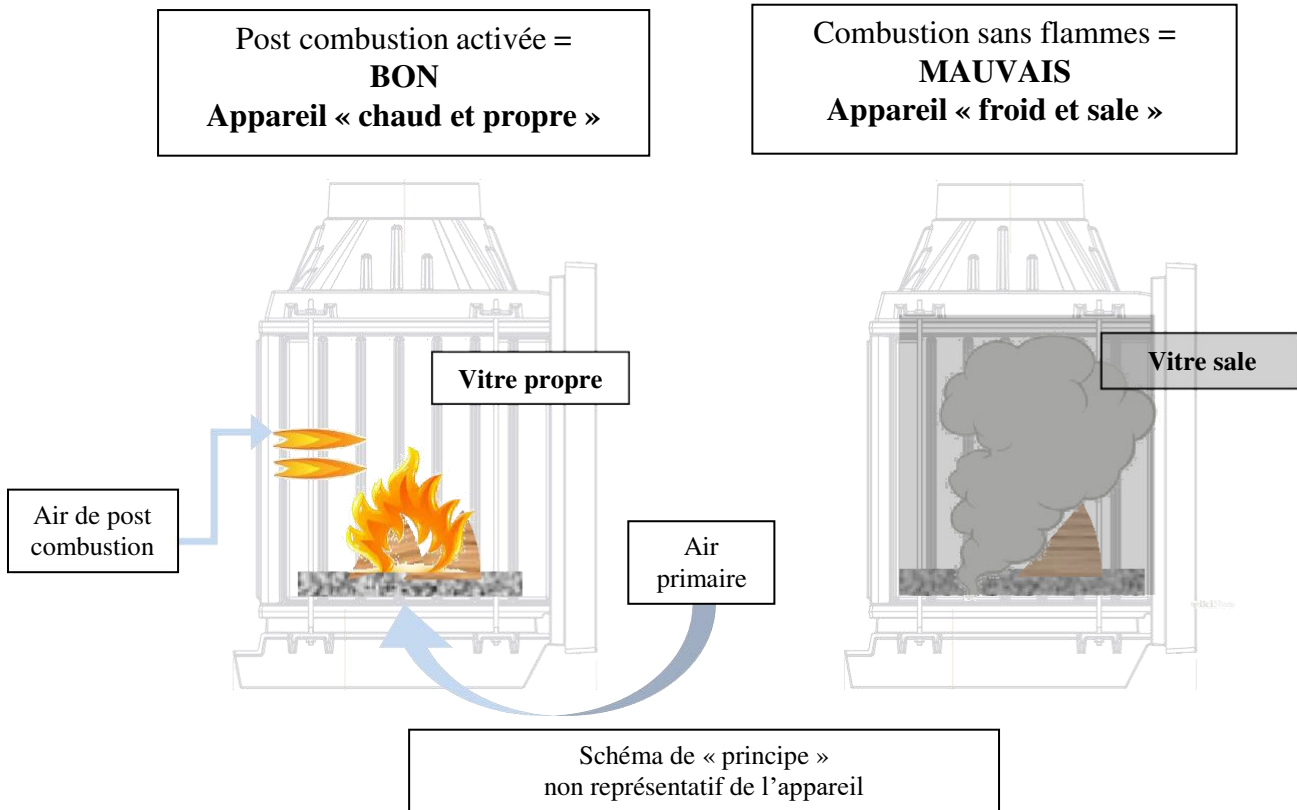 Post combustion activée =
BON
Appareil « chaud et propre »
Combustion sans flammes =
MAUVAIS
Appareil « froid et sale »
Vitre propre
Vitre sale
Air de post
combustion
Air
primaire
Schéma de « principe »
non représentatif de l’appareil